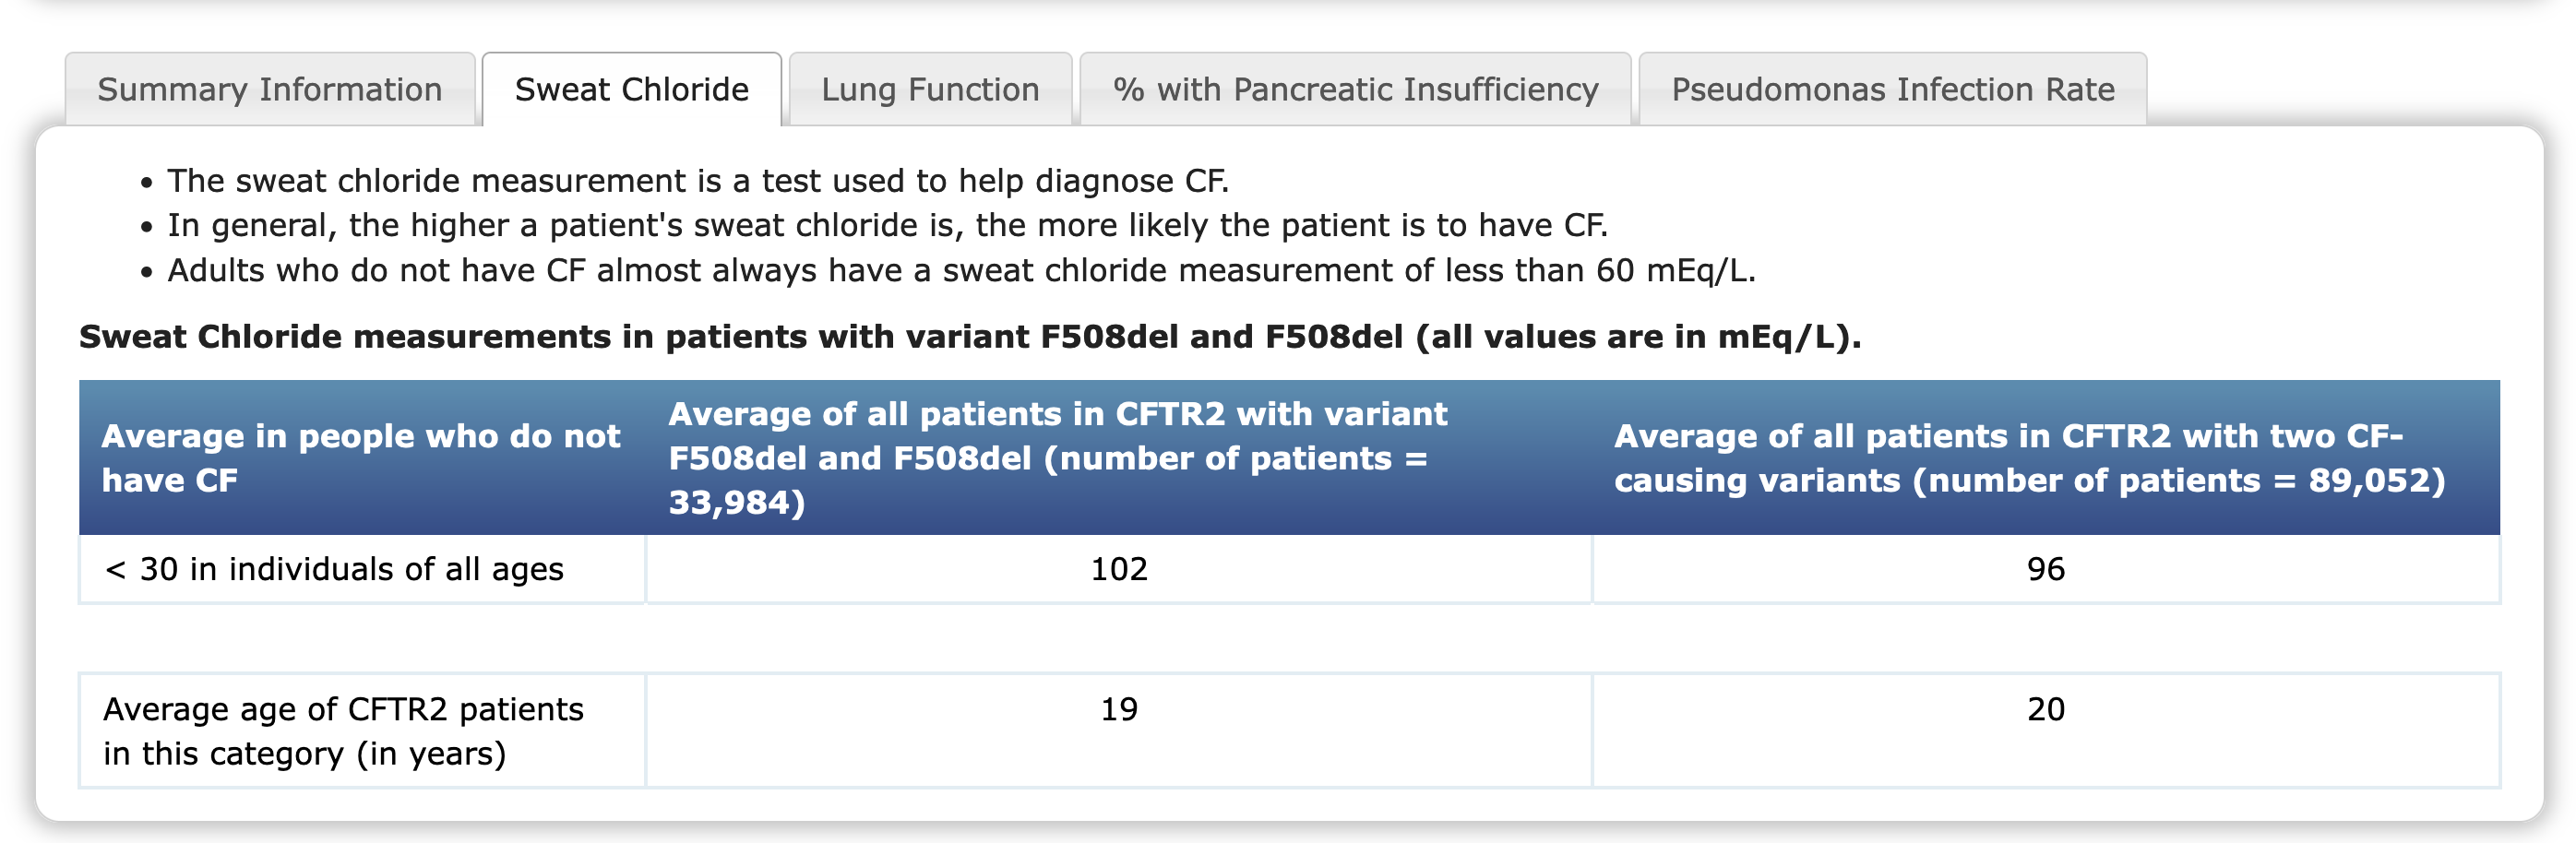 Summary Information
Sweat Chloride
Lung Function
% with Pancreatic Insufficiency
Pseudomonas Infection Rate
• The sweat chloride measurement is a test used to help diagnose CF.
• In general, the higher a patient's sweat chloride is, the more likely the patient is to have CF.
• Adults who do not have CF almost always have a sweat chloride measurement of less than 60 mEq/L.
Sweat Chloride measurements in patients with variant F508del and F508del (all values are in mEq/L).
Average in people who do not
have CF
Average of all patients in CFTR2 with variant
F508del and F508del (number of patients =
33,984)
Average of all patients in CFTR2 with two CF-
causing variants (number of patients = 89,052)
< 30 in individuals of all ages
102
96
Average age of CFTR2 patients
in this category (in years)
19
20